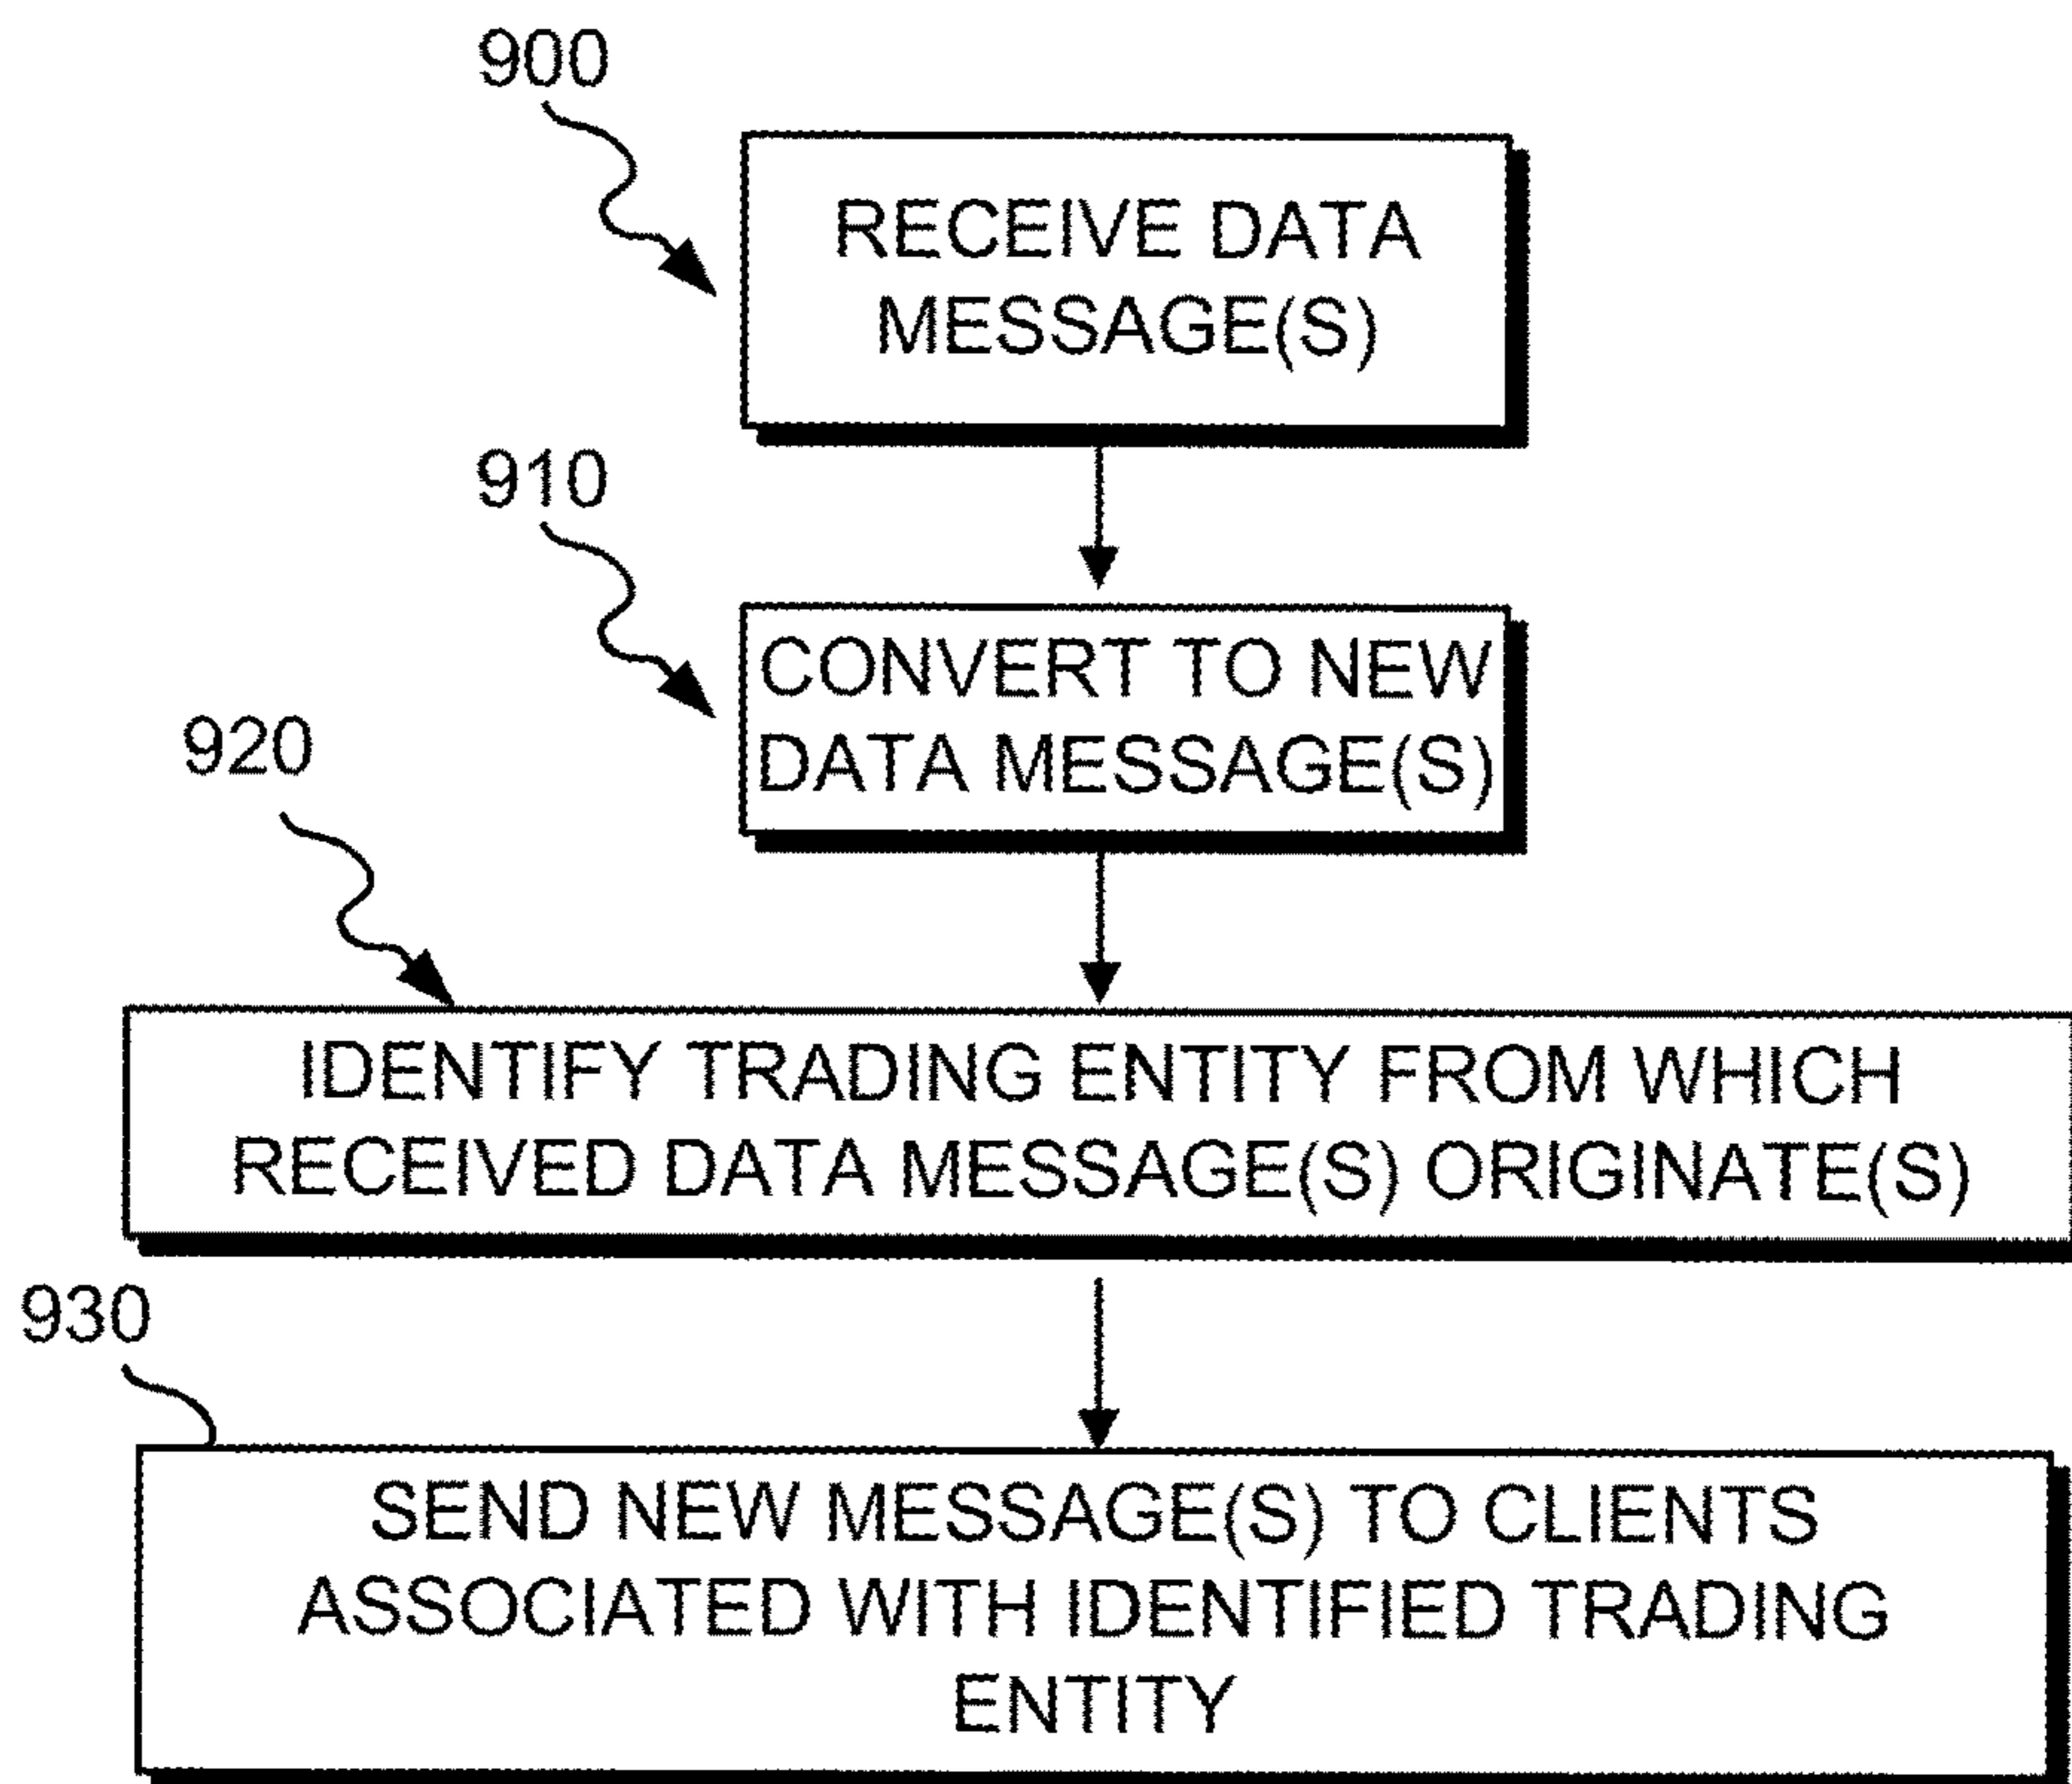 900
RECEIVE DATA
MESSAGE(S)
910
CONVERT TO NEW
DATA MESSAGE(S)
920
IDENTIFY TRADING ENTITY FROM WHICH
RECEIVED DATA MESSAGE(S) ORIGINATE(S)
930
SEND NEW MESSAGE(S) TO CLIENTS
ASSOCIATED WITH IDENTIFIED TRADING
ENTITY